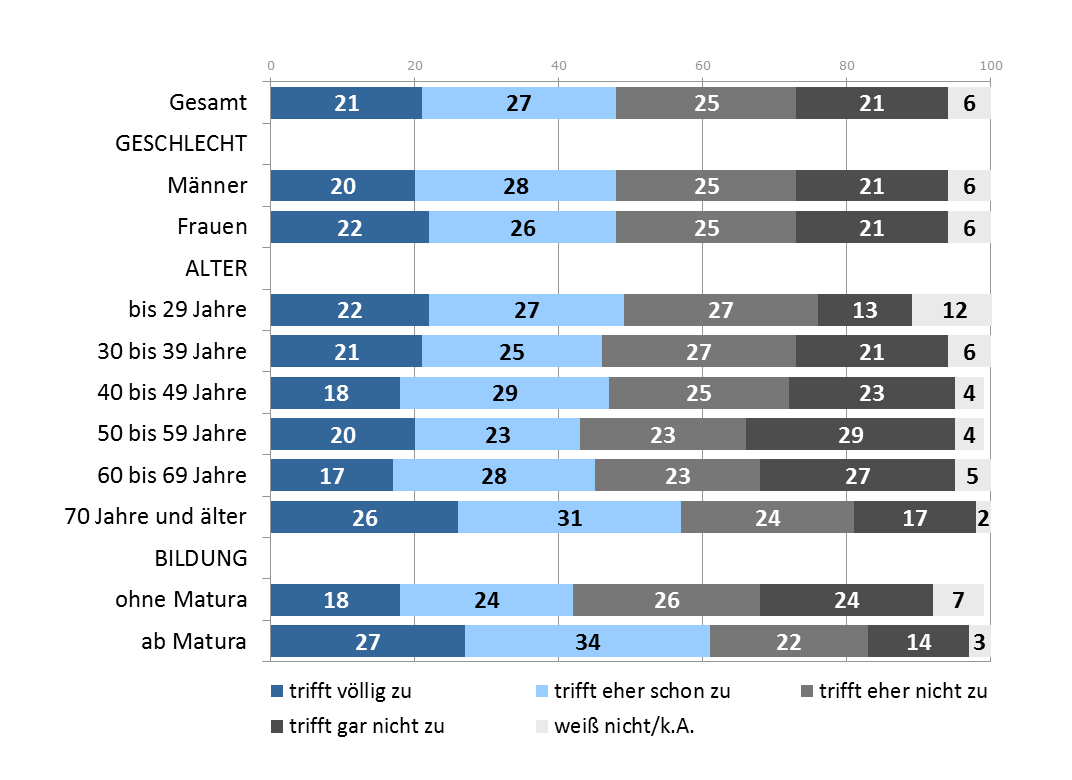 0 20 40 60 80 100
Gesamt 21 27 25 21 6
GESCHLECHT
Männer 20 28 25 21 6
Frauen 22 26 25 21 6
ALTER
bis 29 Jahre 22 27 27 13 12
30 bis 39 Jahre 21 25 27 21 6
40 bis 49 Jahre 18 29 25 23 4
50 bis 59 Jahre 20 23 23 29 4
60 bis 69 Jahre 17 28 23 27 5
70 Jahre und älter 26 31 24 17 2
BILDUNG
ohne Matura 18 24 26 24 7
ab Matura 27 34 22 14 3
trifft völlig zu trifft eher schon zu trifft eher nicht zu
trifft gar nicht zu weiß nicht/k.A.